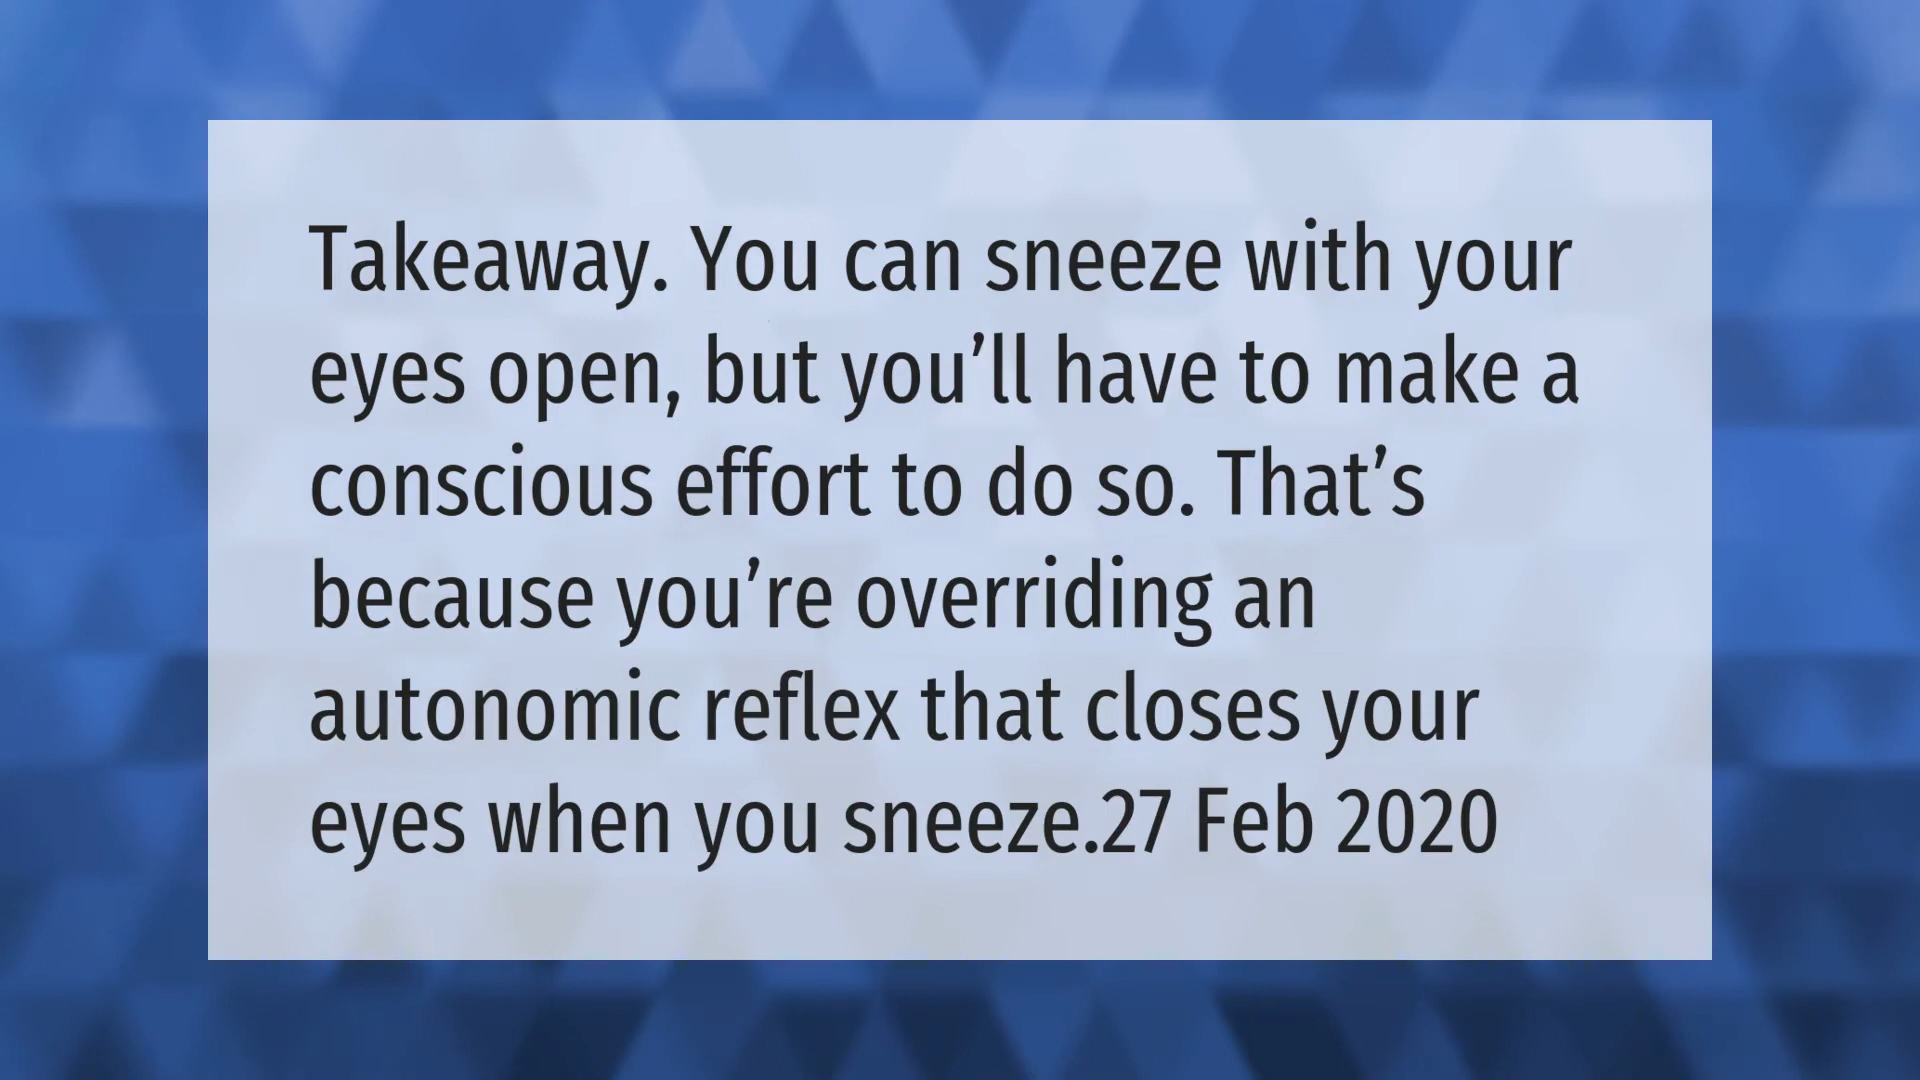 Takeaway. You can sneeze with your
eyes open, but you’ll have to make a
conscious effort to do so. That’s
because you’re overriding an
autonomic reflex that closes your
eyes when you sneeze.27 Feb 2020